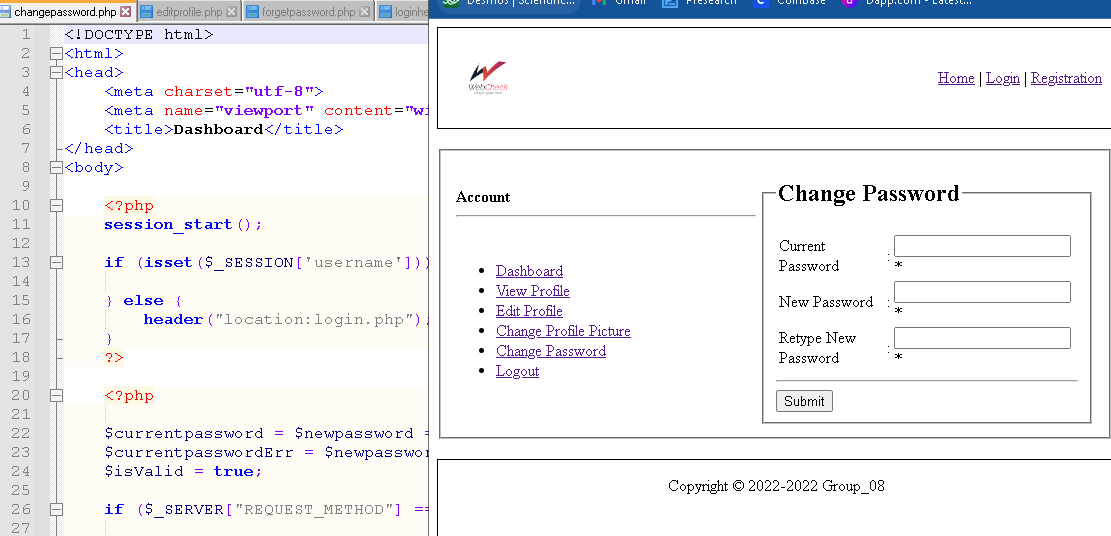 changepassword.php
editprofile.php
forgetpassword.php
loginhe
1 <!DOCTYPE html>
2 <html>
3 <head>
4 <meta charset="utf-8">
5 <meta name="viewport" content="wi
6 <title>Dashboard</title>
7 </head>
8 <body>
9
10 <?php
11 session_start();
12
13 if (isset($_SESSION['username']))
14
15 } else {
16 header("location:login.php");
17 }
18 ?>
19
20 <?php
21
22 $currentpassword = $newpassword =
23 $currentpasswordErr = $newpasswor
24 $isValid = true;
25
26 if ($_SERVER["REQUEST_METHOD"] ==
27
Desmos | Scientific...
Gmail
Presearch
Coinbase
Dapp.com - Latest...
WebCheck
Home | Login | Registration
Account
Dashboard
View Profile
Edit Profile
Change Profile Picture
Change Password
Logout
Change Password
Current
Password
:
*
New Password :
*
Retype New
Password
:
*
Submit
Copyright © 2022-2022 Group_08